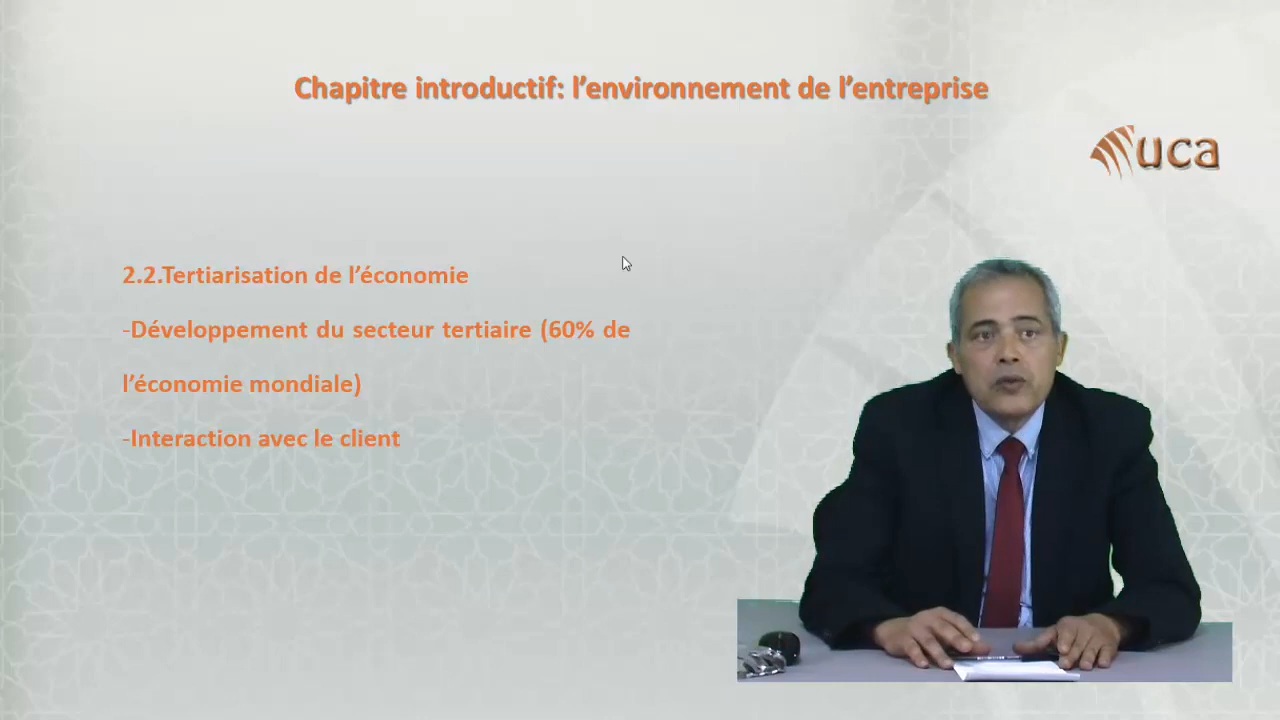 Chapitre introductif: l’environnement de l’entreprise
uca
2.2.Tertiarisation de l’économie
-Développement du secteur tertiaire (60% de
l’économie mondiale)
-Interaction avec le client